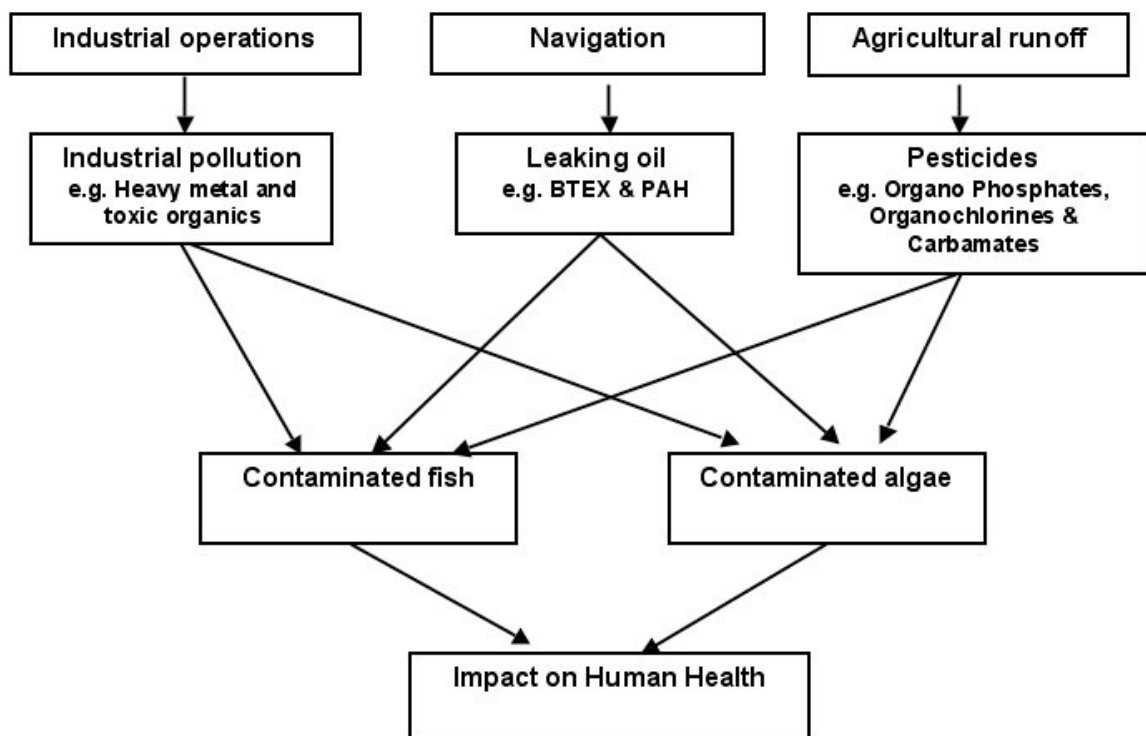 Industrial operations
Navigation
Agricultural runoff
Industrial pollution
e.g. Heavy metal and
toxic organics
Leaking oil
e.g. BTEX & PAH
Pesticides
e.g. Organo Phosphates,
Organochlorines &
Carbamates
Contaminated fish
Contaminated algae
Impact on Human Health